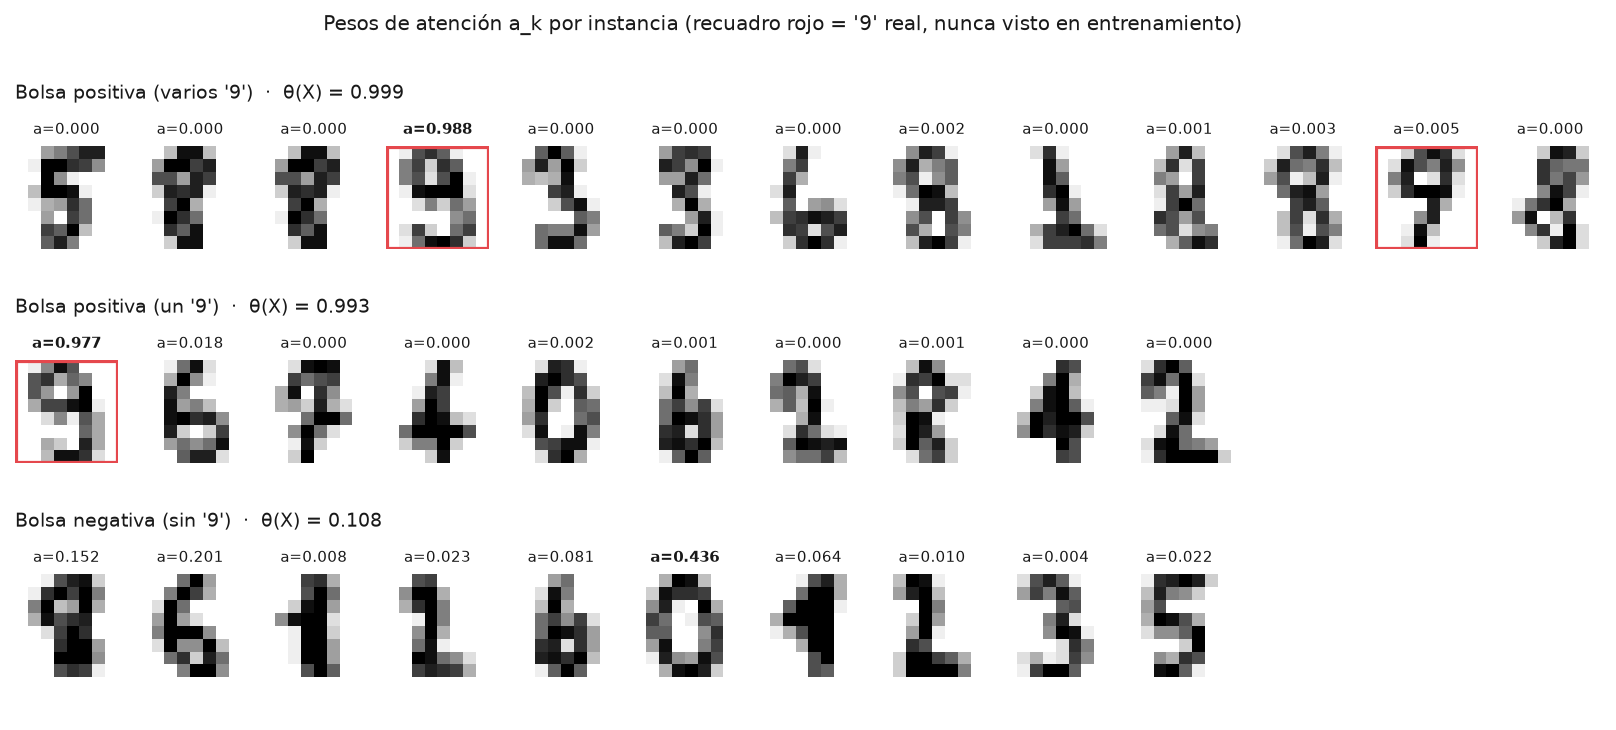 Pesos de atención a_k por instancia (recuadro rojo = '9' real, nunca visto en entrenamiento)
Bolsa positiva (varios '9') · θ(X) = 0.999
a=0.000 a=0.000 a=0.000 a=0.988 a=0.000 a=0.000 a=0.000 a=0.002 a=0.000 a=0.001 a=0.003 a=0.005 a=0.000
Bolsa positiva (un '9') · θ(X) = 0.993
a=0.977 a=0.018 a=0.000 a=0.000 a=0.002 a=0.001 a=0.000 a=0.001 a=0.000 a=0.000
Bolsa negativa (sin '9') · θ(X) = 0.108
a=0.152 a=0.201 a=0.008 a=0.023 a=0.081 a=0.436 a=0.064 a=0.010 a=0.004 a=0.022